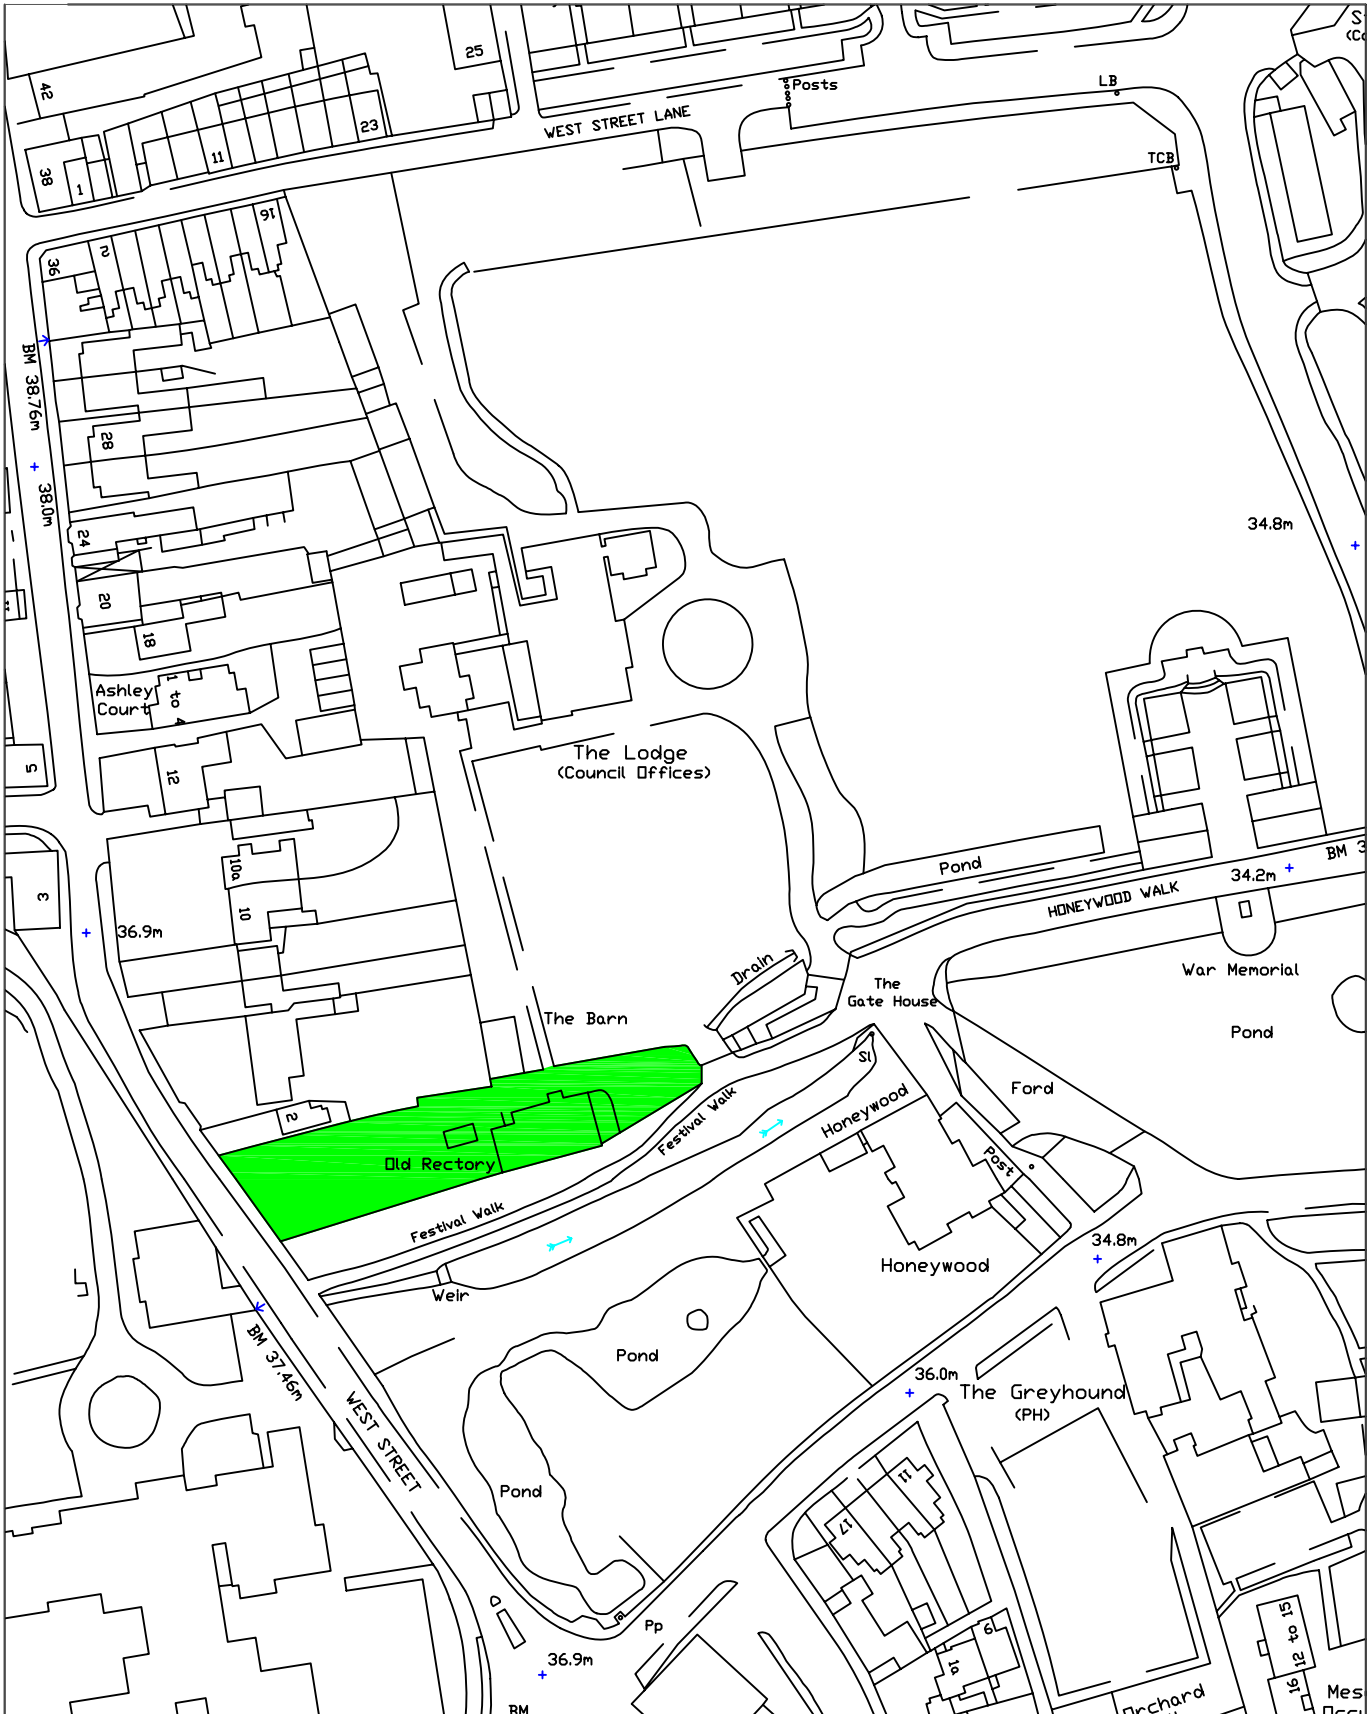 25
S
(Co
42
Posts
LB
WEST STREET LANE
23
11
TCB
38
1
16
2
36
BM 38.76m
28
38.0m
34.8m
24
20
18
Ashley
Court
1 to 4
The Lodge
(Council Offices)
5
12
BM 3
Pond
10a
34.2m
3
HONEYWOOD WALK
10
36.9m
War Memorial
Drain
The
Gate House
The Barn
Pond
Sl
Ford
Honeywood
Festival Walk
2
Old Rectory
Post
Festival Walk
34.8m
Honeywood
Weir
BM 37.46m
Pond
36.0m
The Greyhound
(PH)
WEST STREET
Pond
11
17
Pp
6
12 to 15
36.9m
1a
16
Mes
Orchard
BM